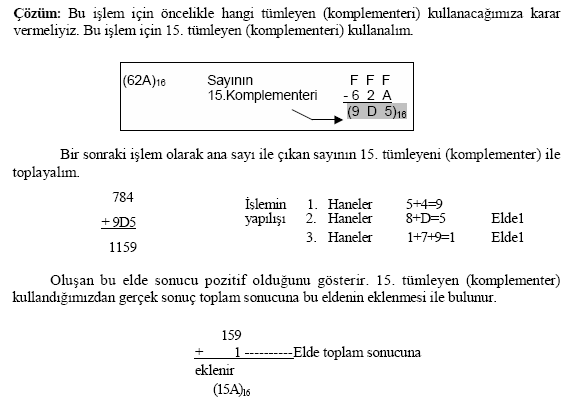 Çözüm: Bu işlem için öncelikle hangi tümleyen (komplementeri) kullanacağımıza karar
vermeliyiz. Bu işlem için 15. tümleyen (komplementeri) kullanalım.
(62A)16 Sayının F F F
15.Komplementeri - 6 2 A
(9 D 5)16
Bir sonraki işlem olarak ana sayı ile çıkan sayının 15. tümleyeni (komplementer) ile
toplayalım.
784
+ 9D5
1159
İşlemin yapılışı
1. Haneler 5+4=9
2. Haneler 8+D=5 Elde1
3. Haneler 1+7+9=1 Elde1
Oluşan bu elde sonucu pozitif olduğunu gösterir. 15. tümleyen (komplementer)
kullandığımızdan gerçek sonuç toplam sonucuna bu eldenin eklenmesi ile bulunur.
159
+ 1 ----------Elde toplam sonucuna
eklenir
(15A)16